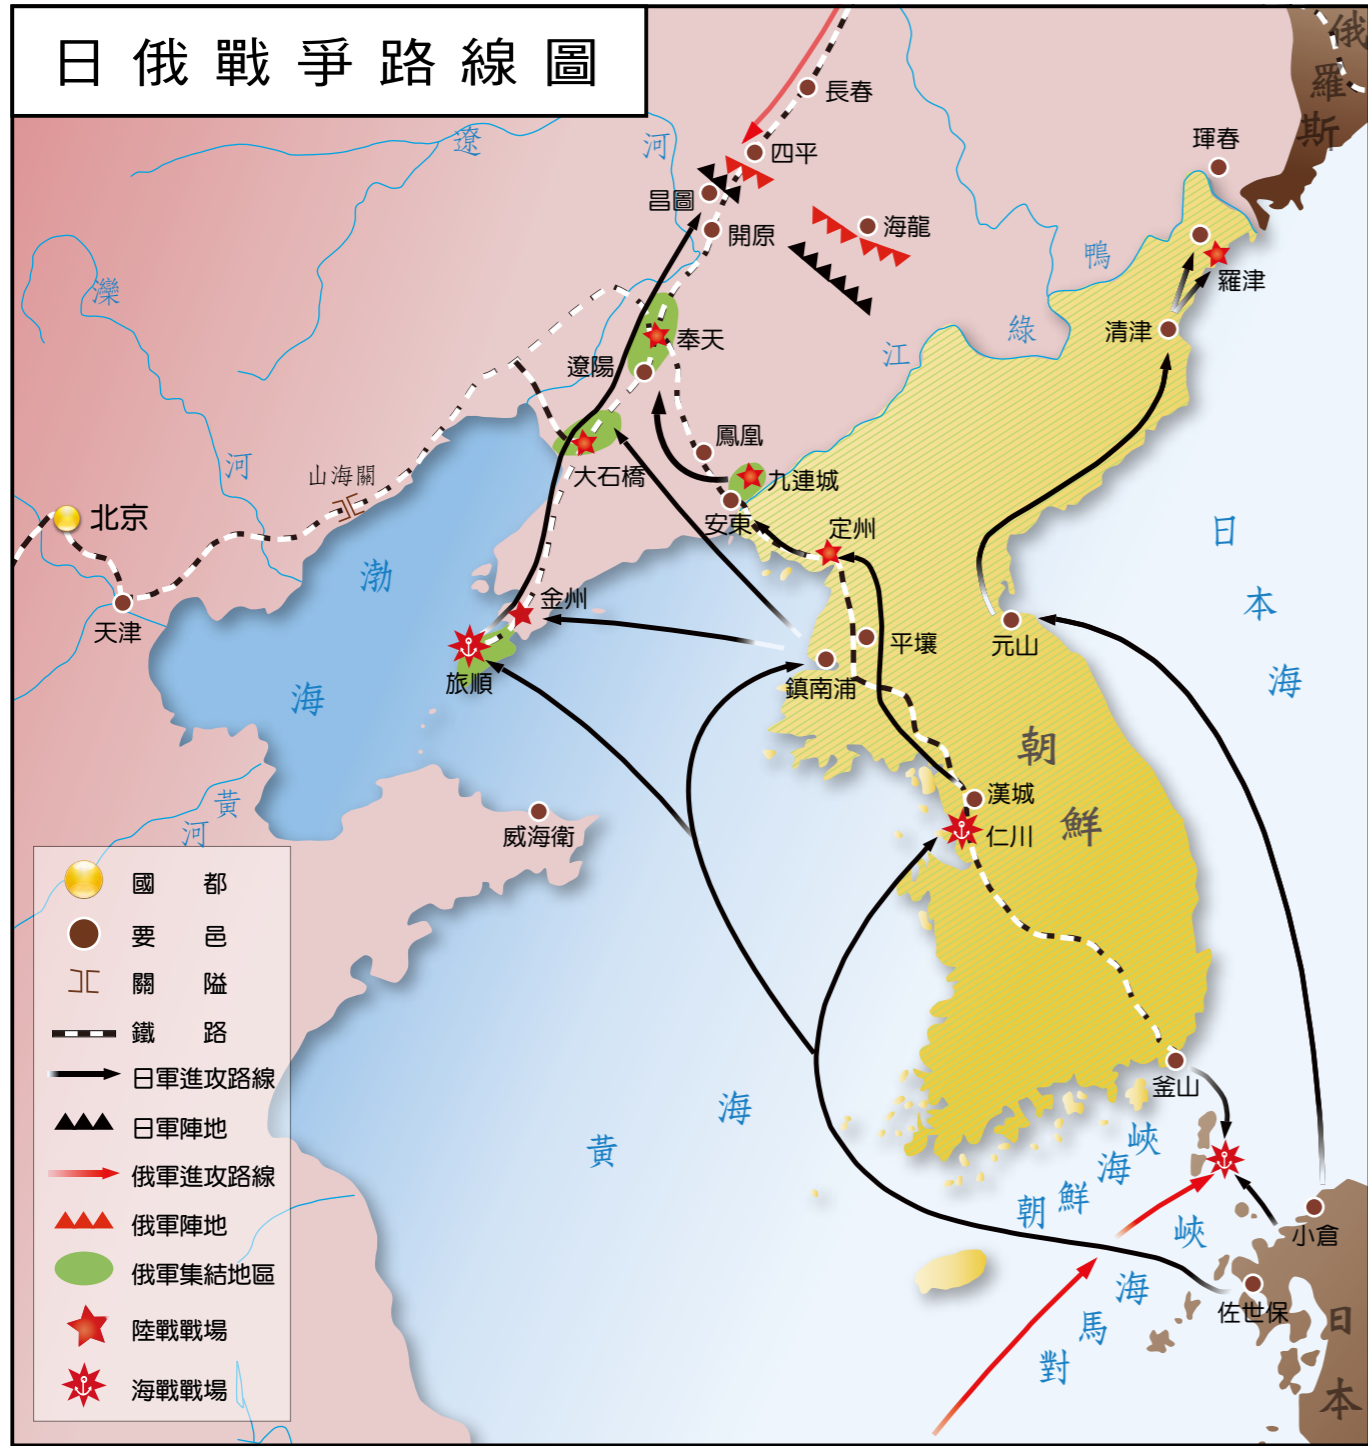 日俄戰爭路線圖
俄羅斯
長春
四平
琿春
遼河
昌圖
開原
海龍
羅津
鴨綠江
灤河
清津
奉天
遼陽
鳳凰
大石橋
九連城
山海關
北京
安東
定州
日本海
渤海
天津
金州
平壤
元山
旅順
鎮南浦
朝鮮
漢城
仁川
黃河
威海衛
國都
要邑
關隘
鐵路
日軍進攻路線
日軍陣地
俄軍進攻路線
俄軍陣地
俄軍集結地區
陸戰戰場
海戰戰場
釜山
黃海
朝鮮海峽
對馬海峽
小倉
佐世保
日本